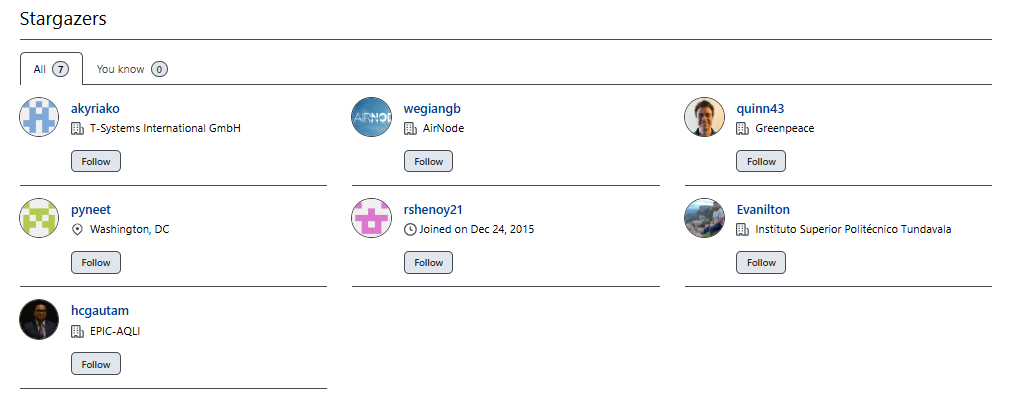 Stargazers
All 7 You know 0
akyriako
T-Systems International GmbH
Follow
wegiangb
AirNode
Follow
quinn43
Greenpeace
Follow
pyneet
Washington, DC
Follow
rshenoy21
Joined on Dec 24, 2015
Follow
Evanilton
Instituto Superior Politécnico Tundavala
Follow
hcgautam
EPIC-AQLI
Follow